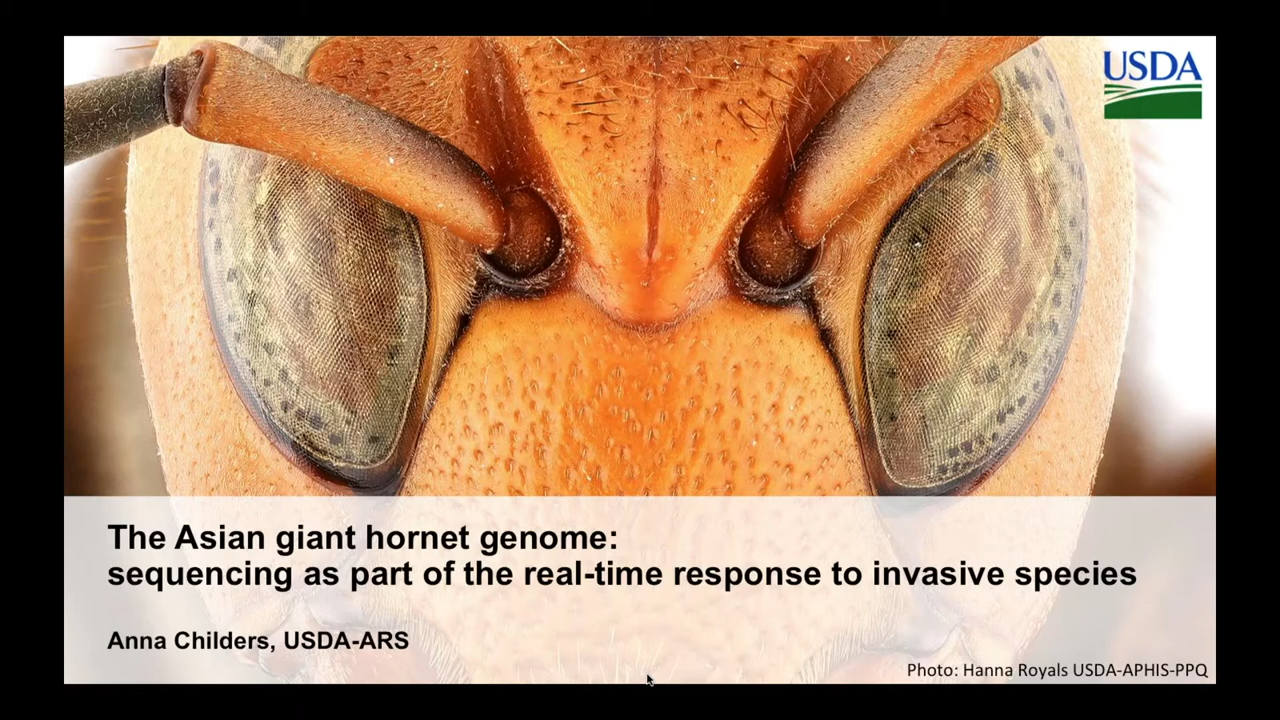 USDA
The Asian giant hornet genome:
sequencing as part of the real-time response to invasive species
Anna Childers, USDA-ARS
Photo: Hanna Royals USDA-APHIS-PPQ